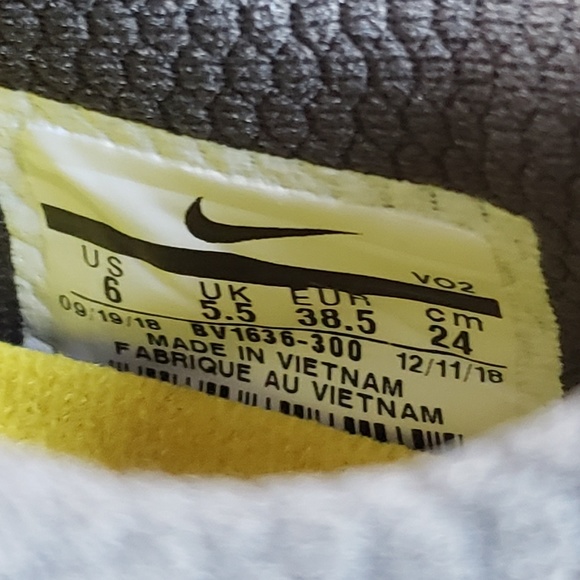 VO2
US UK EUR cm
6 5.5 38.5 24
09/19/18 BV1636-300 12/11/18
MADE IN VIETNAM
FABRIQUE AU VIETNAM